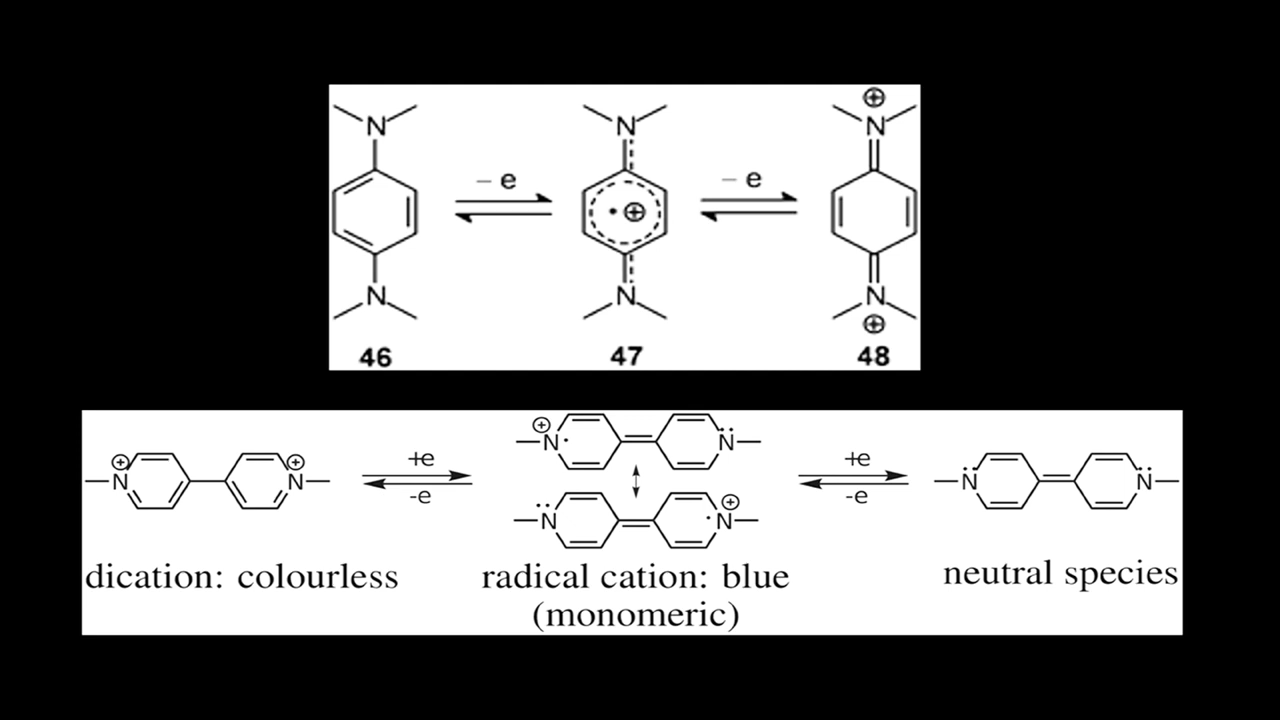 N N N⊕
– e – e
N N N⊕
46 47 48
⊕N· N̈
+e +e
⊕N N⊕ N̈ N̈
-e -e
N̈ ·N⊕
dication: colourless radical cation: blue neutral species
(monomeric)